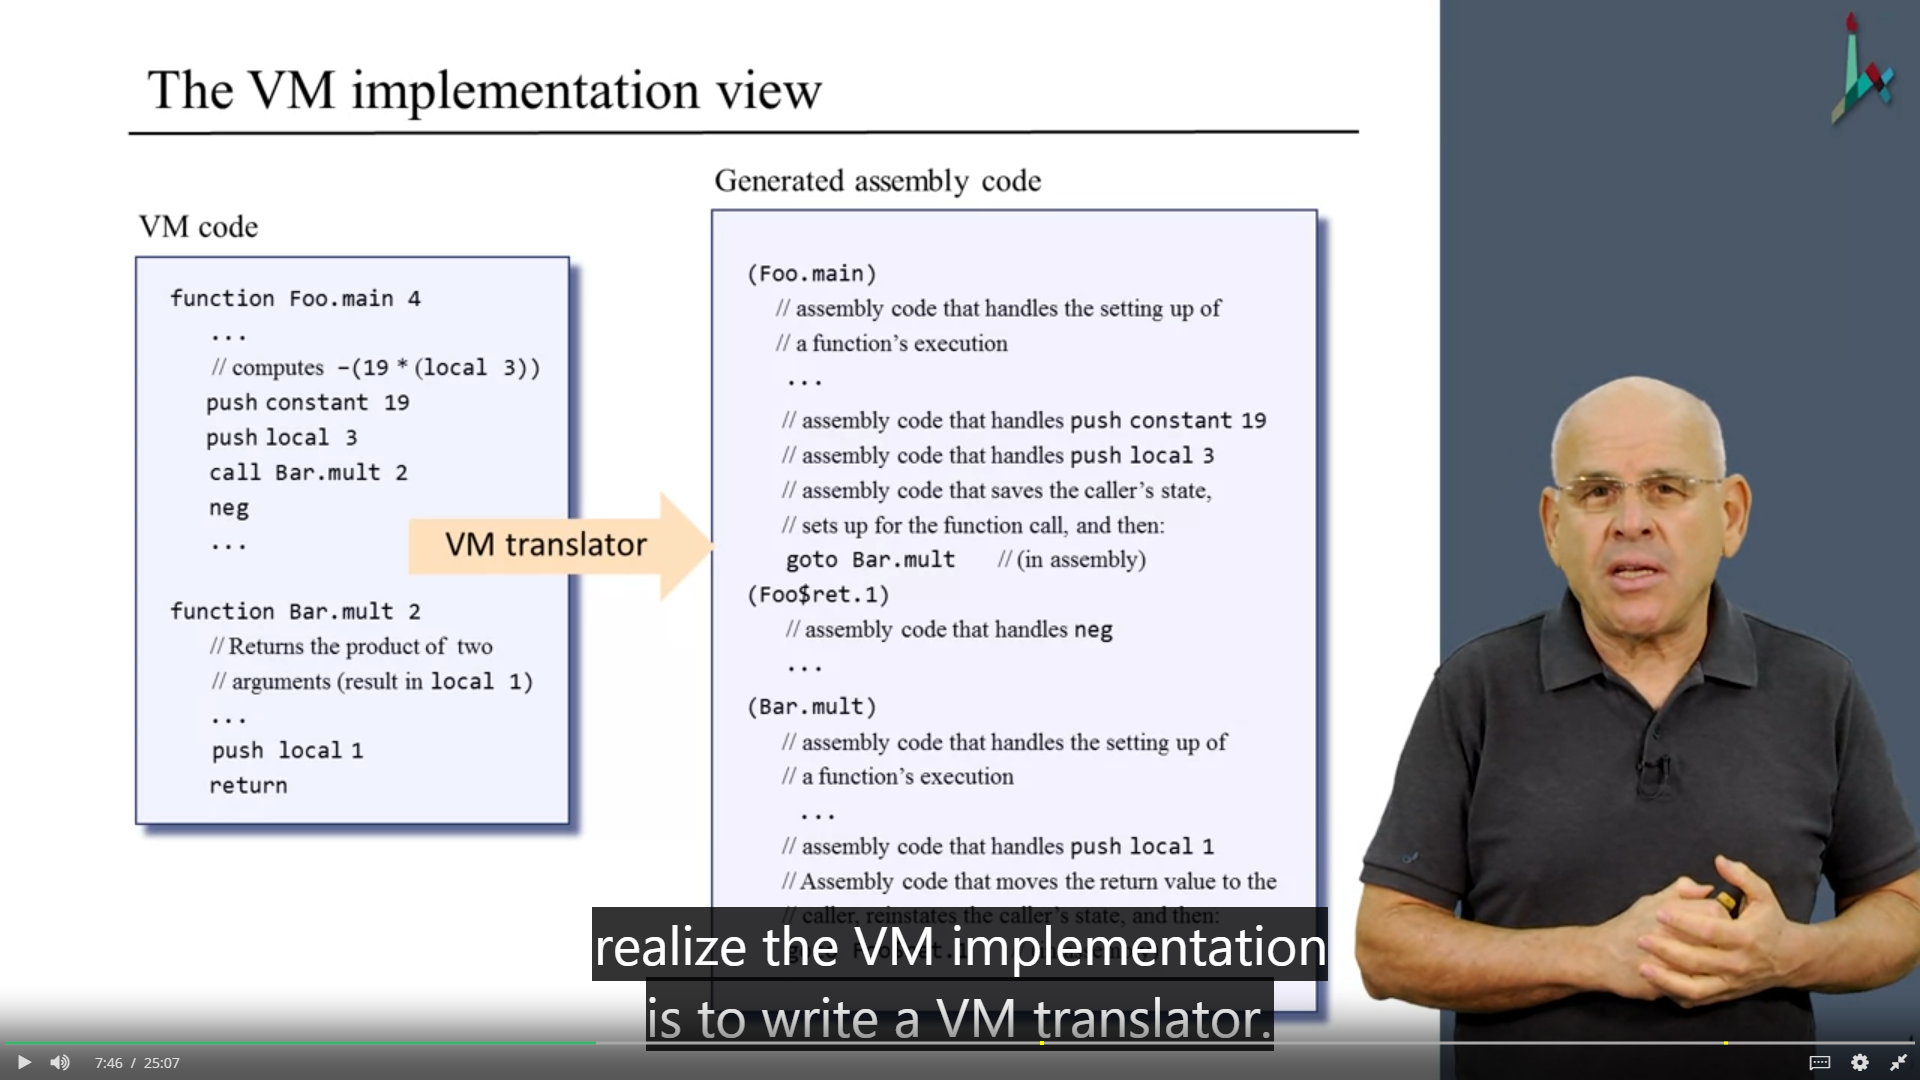 The VM implementation view
VM code
function Foo.main 4
...
// computes -(19 * (local 3))
push constant 19
push local 3
call Bar.mult 2
neg
...
function Bar.mult 2
// Returns the product of two
// arguments (result in local 1)
...
push local 1
return
VM translator
Generated assembly code
(Foo.main)
// assembly code that handles the setting up of
// a function's execution
...
// assembly code that handles push constant 19
// assembly code that handles push local 3
// assembly code that saves the caller's state,
// sets up for the function call, and then:
goto Bar.mult // (in assembly)
(Foo$ret.1)
// assembly code that handles neg
...
(Bar.mult)
// assembly code that handles the setting up of
// a function's execution
...
// assembly code that handles push local 1
// Assembly code that moves the return value to the
// caller, reinstates the caller's state, and then:
realize the VM implementation
is to write a VM translator.
7:46 / 25:07